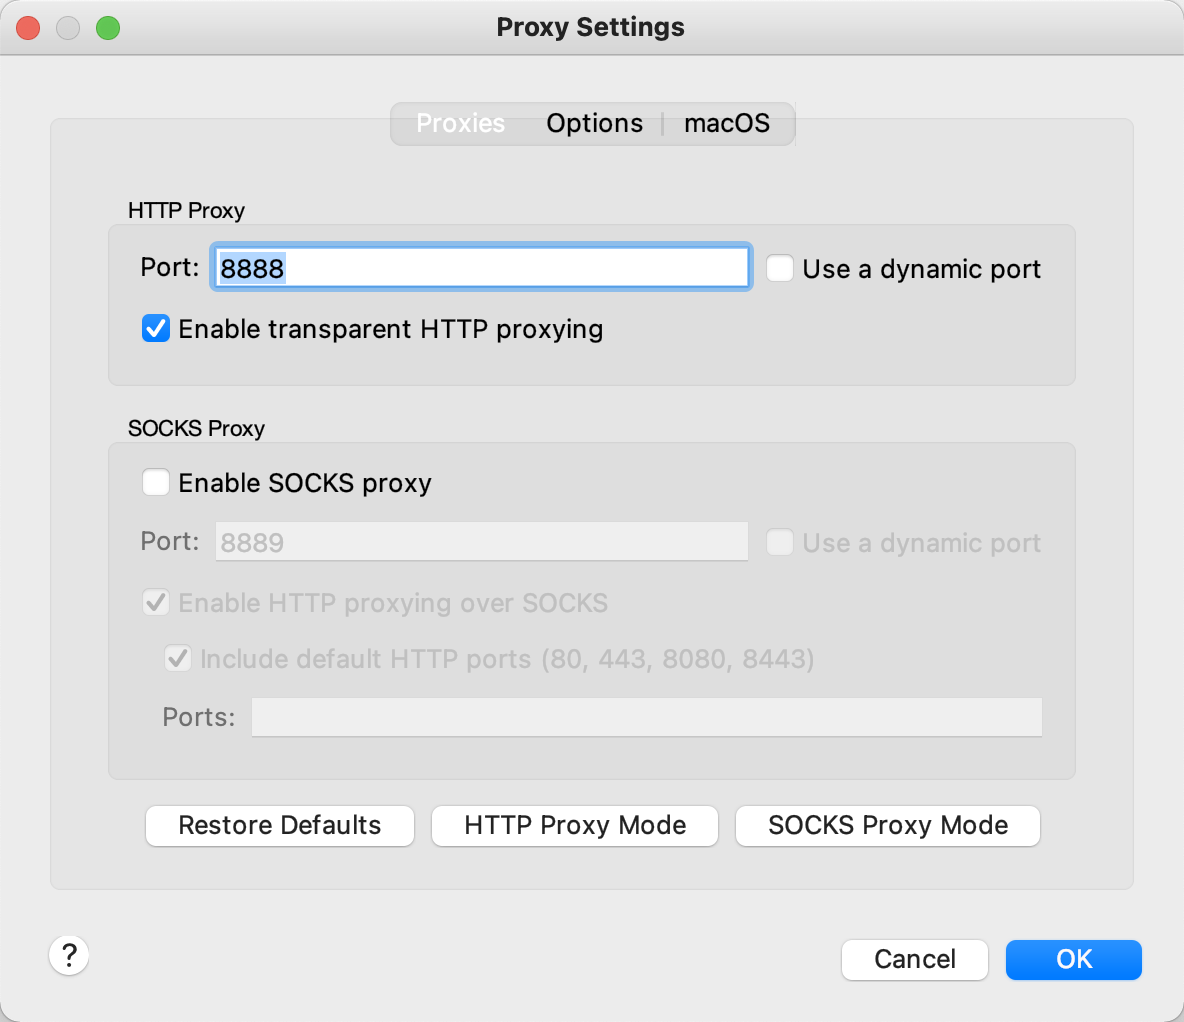 Proxy Settings
Proxies Options macOS
HTTP Proxy
Port: 8888 Use a dynamic port
Enable transparent HTTP proxying
SOCKS Proxy
Enable SOCKS proxy
Port: 8889 Use a dynamic port
Enable HTTP proxying over SOCKS
Include default HTTP ports (80, 443, 8080, 8443)
Ports:
Restore Defaults HTTP Proxy Mode SOCKS Proxy Mode
? Cancel OK